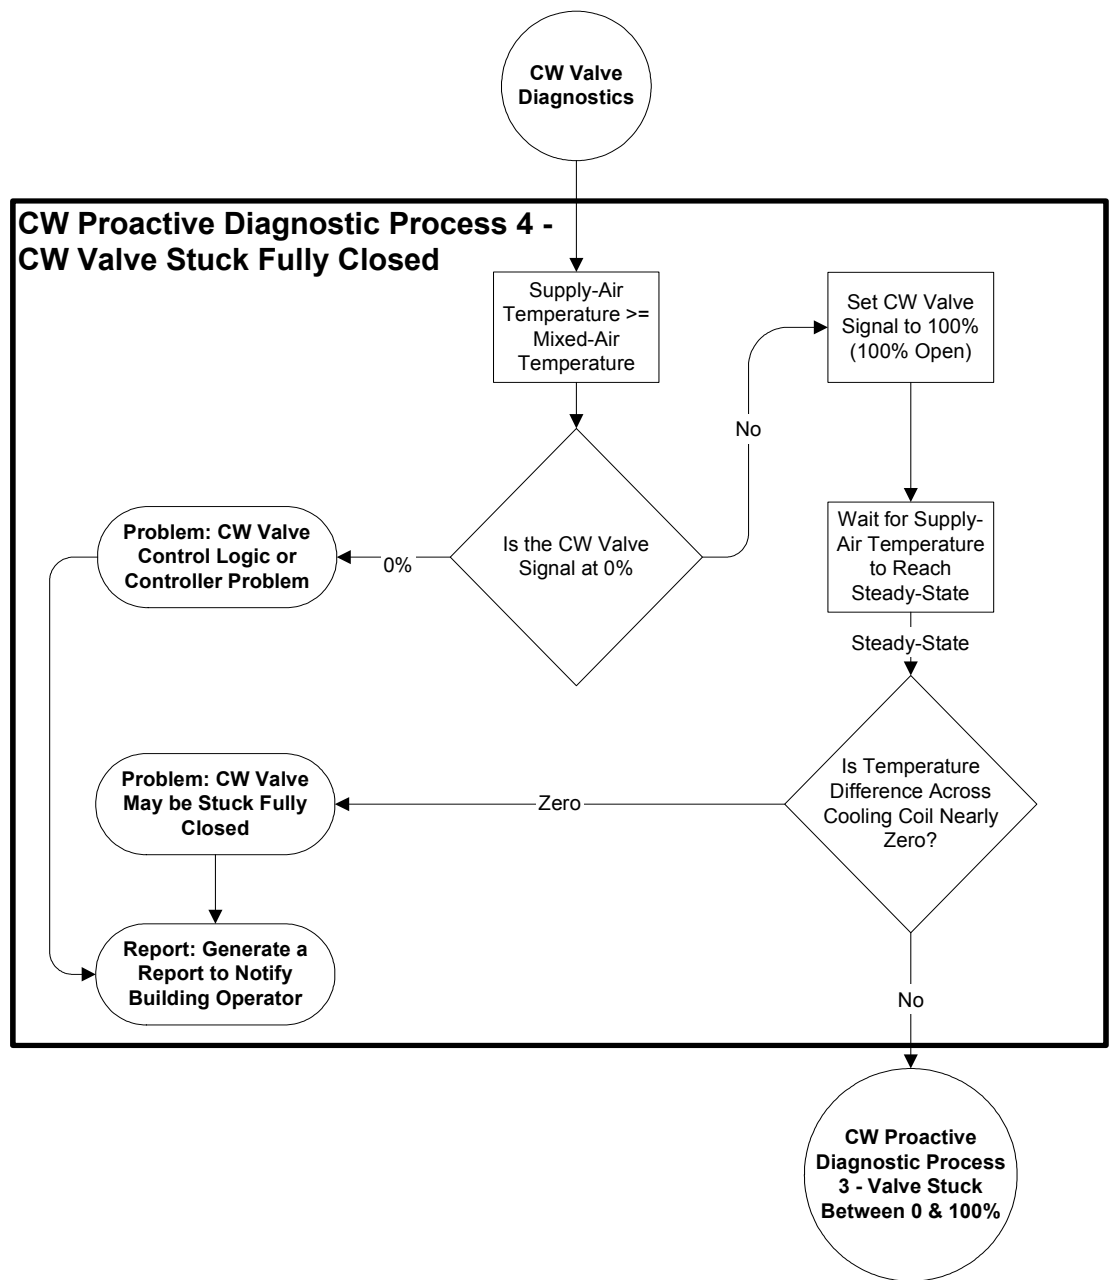 CW Valve
Diagnostics
CW Proactive Diagnostic Process 4 -
CW Valve Stuck Fully Closed
Supply-Air
Temperature >=
Mixed-Air
Temperature
Set CW Valve
Signal to 100%
(100% Open)
No
Problem: CW Valve
Control Logic or
Controller Problem
0%
Is the CW Valve
Signal at 0%
Wait for Supply-
Air Temperature
to Reach
Steady-State
Steady-State
Problem: CW Valve
May be Stuck Fully
Closed
Zero
Is Temperature
Difference Across
Cooling Coil Nearly
Zero?
Report: Generate a
Report to Notify
Building Operator
No
CW Proactive
Diagnostic Process
3 - Valve Stuck
Between 0 & 100%